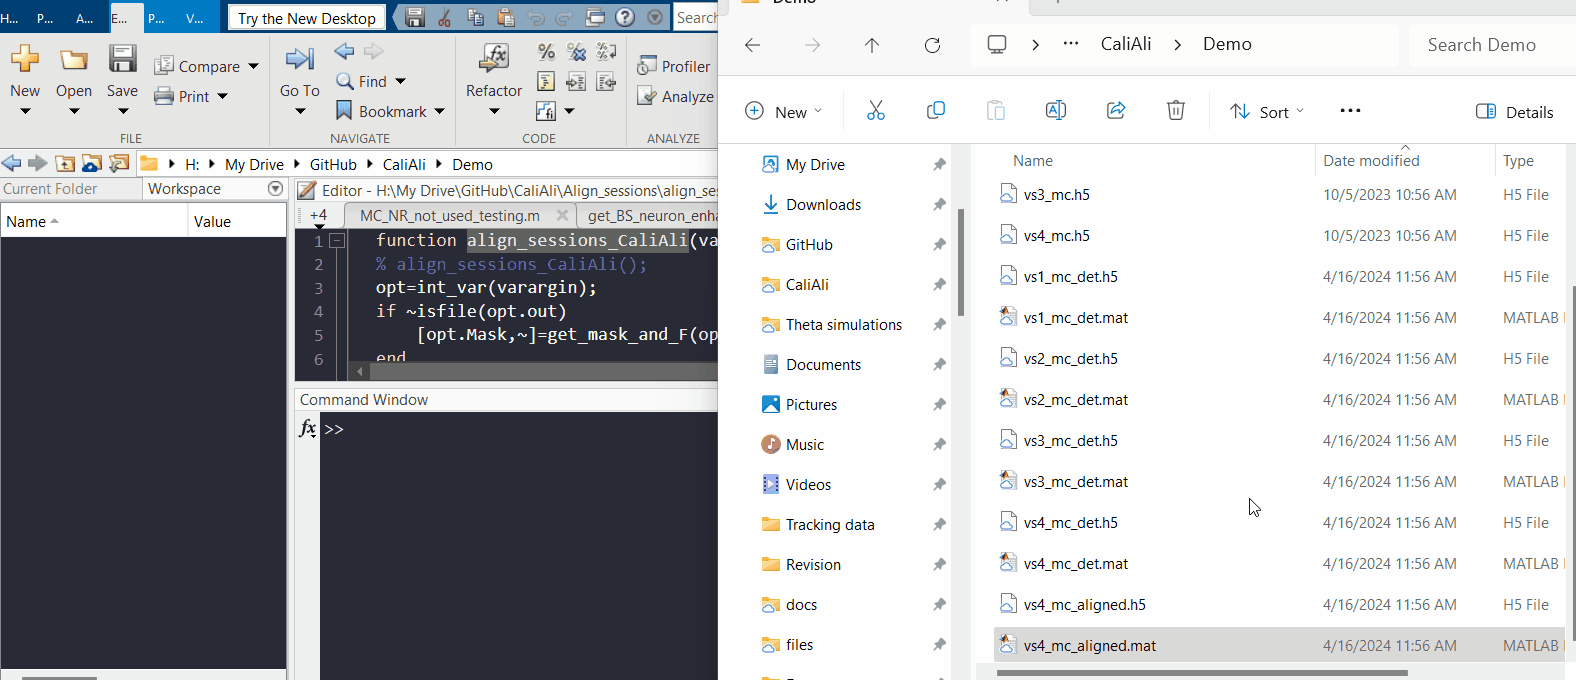 H... P... A... E... P... V...
Try the New Desktop
Search
New
Open
Save
Compare
Print
Go To
Find
Bookmark
Refactor
Profiler
Analyze
FILE
NAVIGATE
CODE
ANALYZE
H: My Drive GitHub CaliAli Demo
Current Folder
Workspace
Name
Value
Editor - H:\My Drive\GitHub\CaliAli\Align_sessions\align_ses
+4
MC_NR_not_used_testing.m
get_BS_neuron_enha
1 function align_sessions_CaliAli(va
2 % align_sessions_CaliAli();
3 opt=int_var(varargin);
4 if ~isfile(opt.out)
5 [opt.Mask,~]=get_mask_and_F(op
6 end
Command Window
fx >>
Demo
... CaliAli Demo
Search Demo
New
Sort
...
Details
My Drive
Downloads
GitHub
CaliAli
Theta simulations
Documents
Pictures
Music
Videos
Tracking data
Revision
docs
files
Name Date modified Type
vs3_mc.h5 10/5/2023 10:56 AM H5 File
vs4_mc.h5 10/5/2023 10:56 AM H5 File
vs1_mc_det.h5 4/16/2024 11:56 AM H5 File
vs1_mc_det.mat 4/16/2024 11:56 AM MATLAB
vs2_mc_det.h5 4/16/2024 11:56 AM H5 File
vs2_mc_det.mat 4/16/2024 11:56 AM MATLAB
vs3_mc_det.h5 4/16/2024 11:56 AM H5 File
vs3_mc_det.mat 4/16/2024 11:56 AM MATLAB
vs4_mc_det.h5 4/16/2024 11:56 AM H5 File
vs4_mc_det.mat 4/16/2024 11:56 AM MATLAB
vs4_mc_aligned.h5 4/16/2024 11:56 AM H5 File
vs4_mc_aligned.mat 4/16/2024 11:56 AM MATLAB